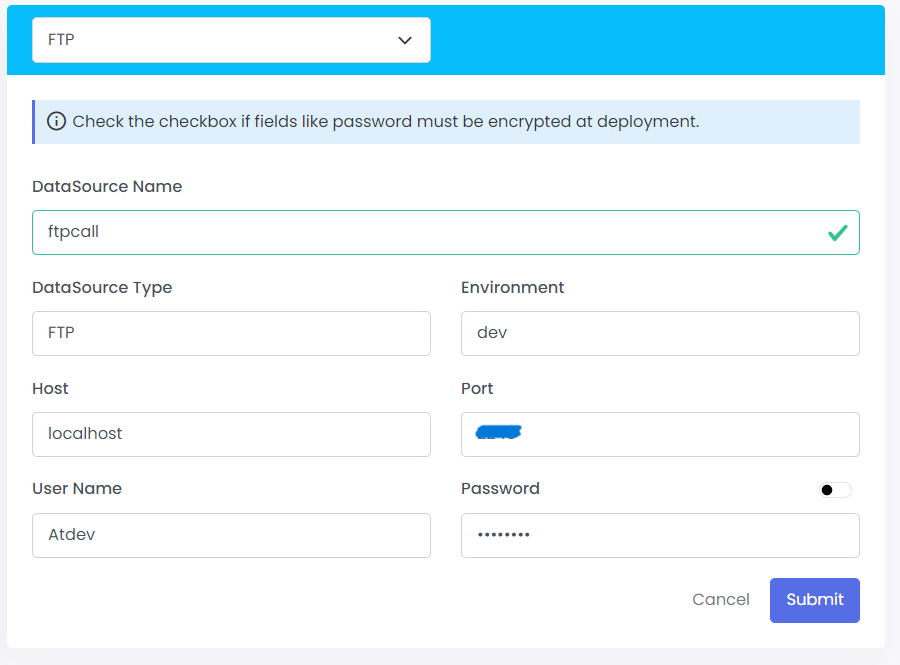 FTP
Check the checkbox if fields like password must be encrypted at deployment.
DataSource Name
ftpcall
DataSource Type
Environment
FTP
dev
Host
Port
localhost
User Name
Password
Atdev
••••••••
Cancel
Submit